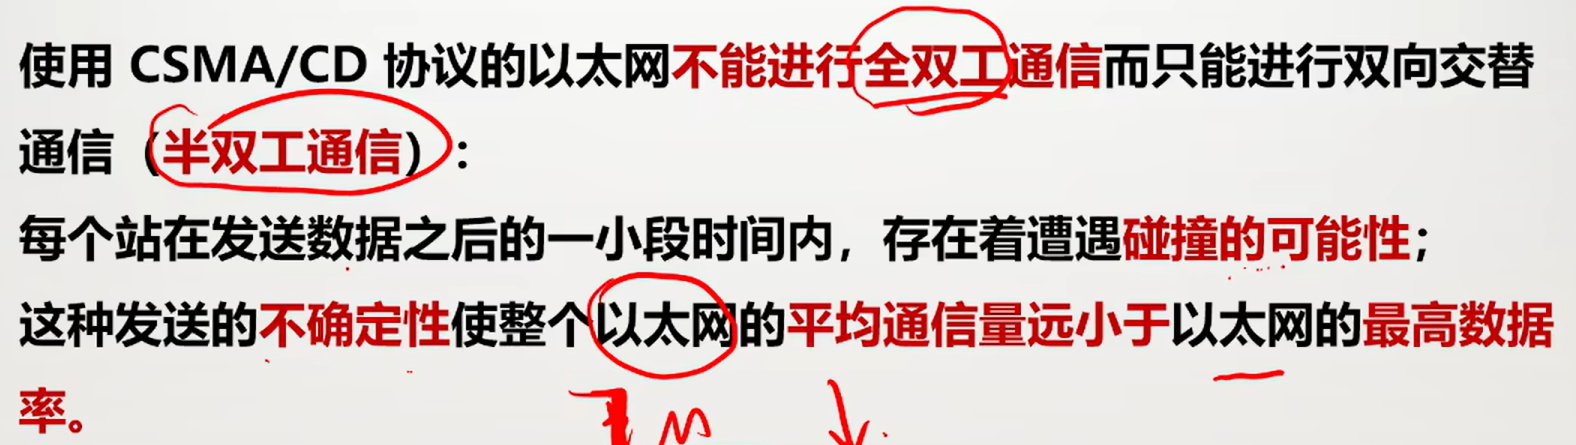 使用 CSMA/CD 协议的以太网不能进行全双工通信而只能进行双向交替
通信（半双工通信）：
每个站在发送数据之后的一小段时间内，存在着遭遇碰撞的可能性；
这种发送的不确定性使整个以太网的平均通信量远小于以太网的最高数据
率。